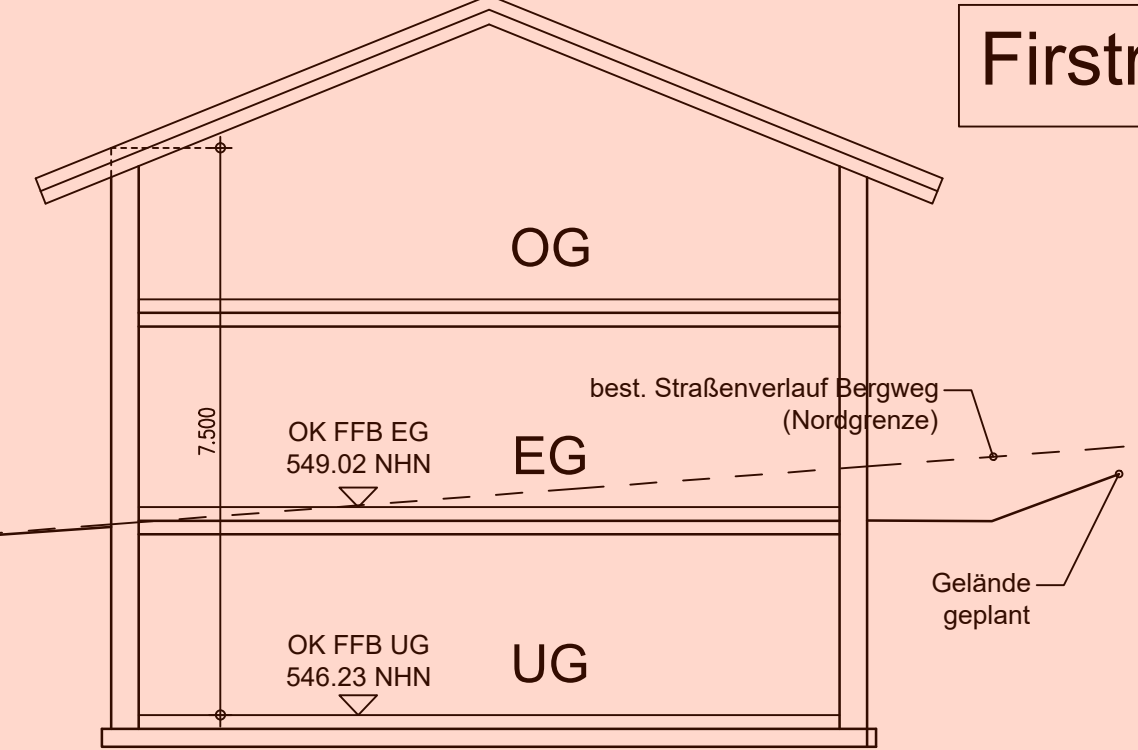 Firstr
OG
best. Straßenverlauf Bergweg
(Nordgrenze)
7.500
OK FFB EG
549.02 NHN
EG
Gelände
geplant
OK FFB UG
546.23 NHN
UG